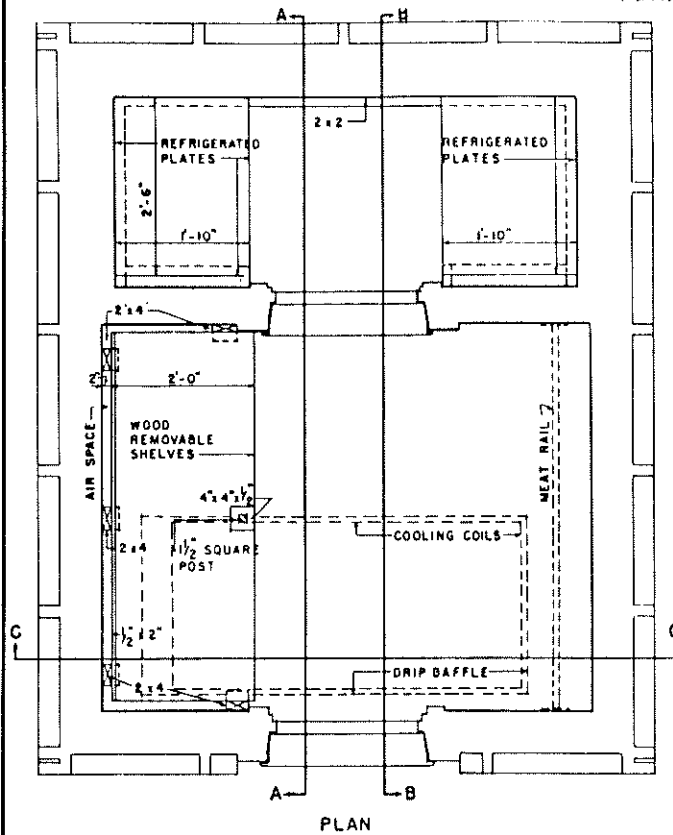 A
B
2 x 2
REFRIGERATED
PLATES
REFRIGERATED
PLATES
2'-6"
1'-10"
1'-10"
2'x 4'
2'-0"
AIR SPACE
WOOD
REMOVABLE
SHELVES
MEAT RAIL
4"x 4"x 1/2"
COOLING COILS
2 x 4
1 1/2" SQUARE
POST
C
1/2" x 2"
2 x 4
DRIP BAFFLE
A
B
PLAN